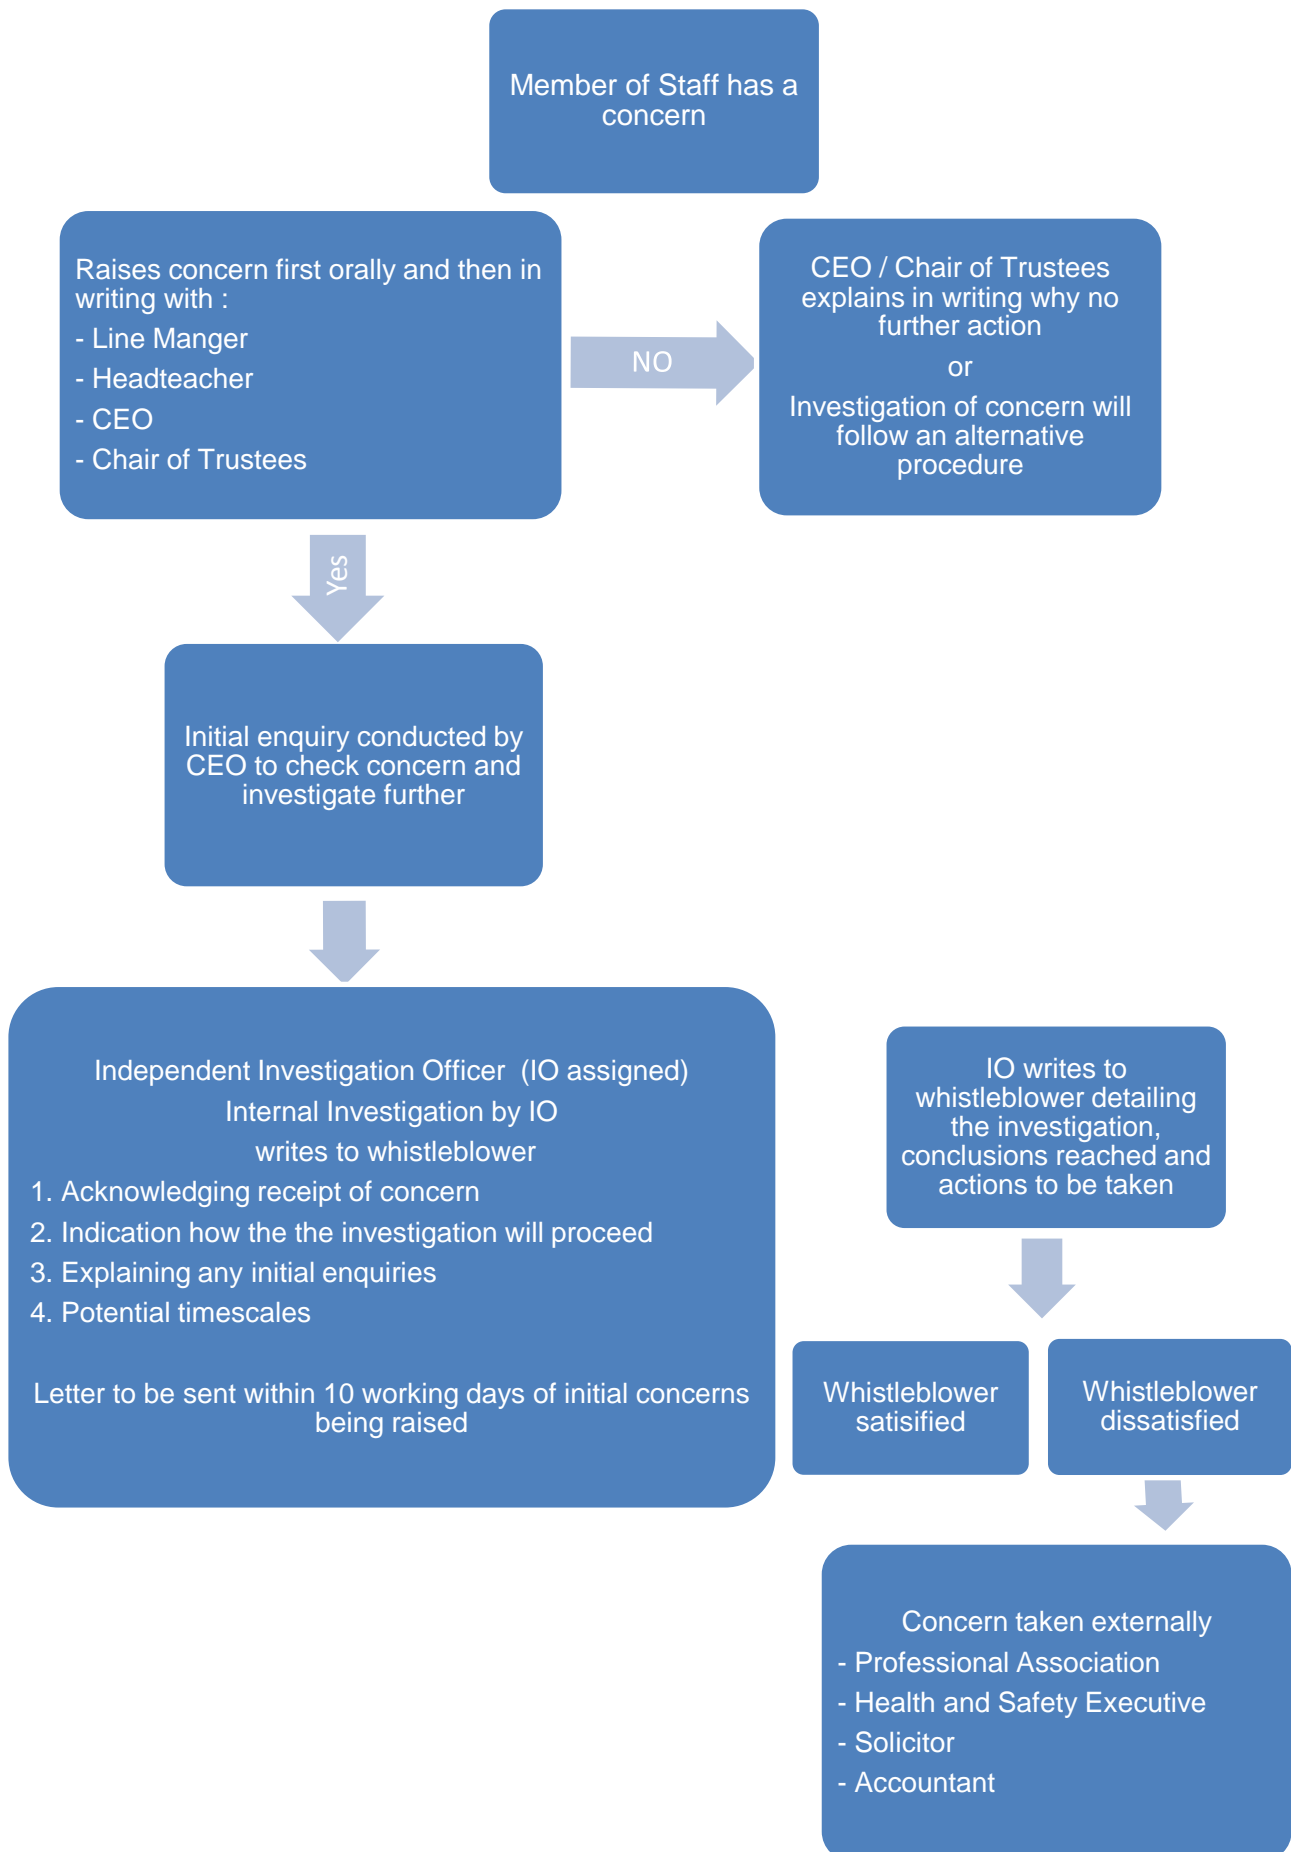 Member of Staff has a
concern
Raises concern first orally and then in
writing with :
- Line Manger
- Headteacher
- CEO
- Chair of Trustees
NO
CEO / Chair of Trustees
explains in writing why no
further action
or
Investigation of concern will
follow an alternative
procedure
Yes
Initial enquiry conducted by
CEO to check concern and
investigate further
Independent Investigation Officer  (IO assigned)
Internal Investigation by IO
writes to whistleblower
1. Acknowledging receipt of concern
2. Indication how the the investigation will proceed
3. Explaining any initial enquiries
4. Potential timescales
Letter to be sent within 10 working days of initial concerns
being raised
IO writes to
whistleblower detailing
the investigation,
conclusions reached and
actions to be taken
Whistleblower
satisified
Whistleblower
dissatisfied
Concern taken externally
- Professional Association
- Health and Safety Executive
- Solicitor
- Accountant